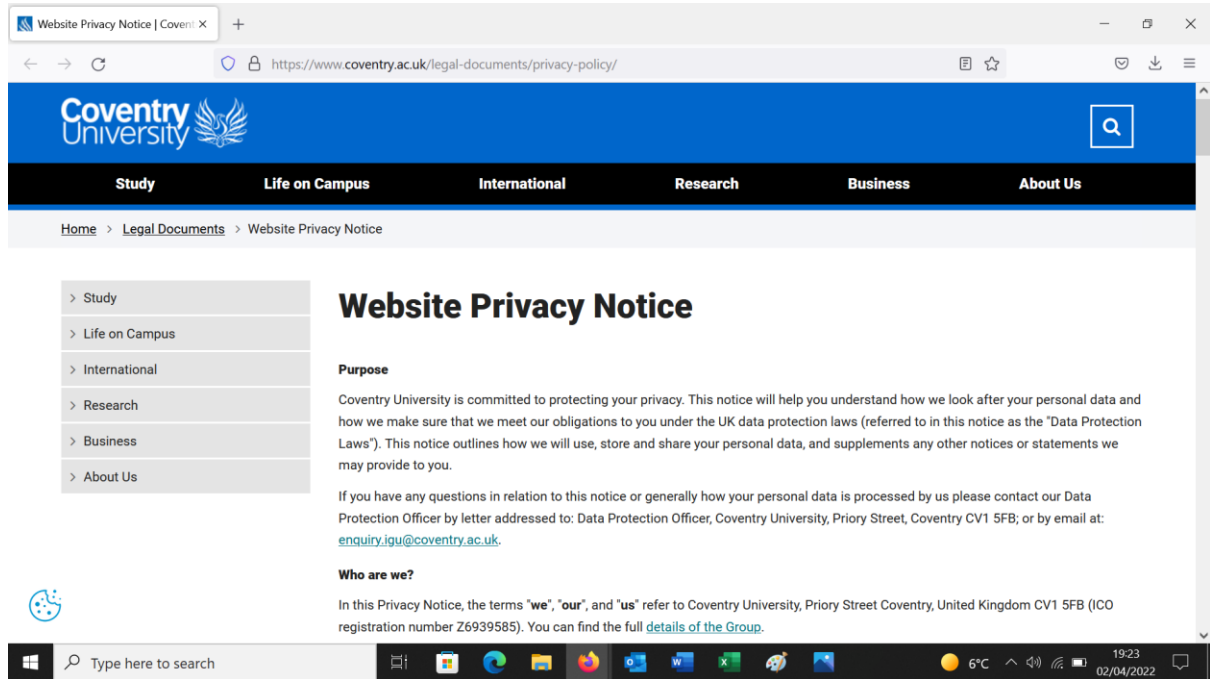 Website Privacy Notice | Covent
https://www.coventry.ac.uk/legal-documents/privacy-policy/
Coventry
University
Study Life on Campus International Research Business About Us
Home > Legal Documents > Website Privacy Notice
> Study
> Life on Campus
> International
> Research
> Business
> About Us
Website Privacy Notice
Purpose
Coventry University is committed to protecting your privacy. This notice will help you understand how we look after your personal data and
how we make sure that we meet our obligations to you under the UK data protection laws (referred to in this notice as the "Data Protection
Laws"). This notice outlines how we will use, store and share your personal data, and supplements any other notices or statements we
may provide to you.
If you have any questions in relation to this notice or generally how your personal data is processed by us please contact our Data
Protection Officer by letter addressed to: Data Protection Officer, Coventry University, Priory Street, Coventry CV1 5FB; or by email at:
enquiry.igu@coventry.ac.uk.
Who are we?
In this Privacy Notice, the terms "we", "our", and "us" refer to Coventry University, Priory Street Coventry, United Kingdom CV1 5FB (ICO
registration number Z6939585). You can find the full details of the Group.
Type here to search
6°C
19:23
02/04/2022